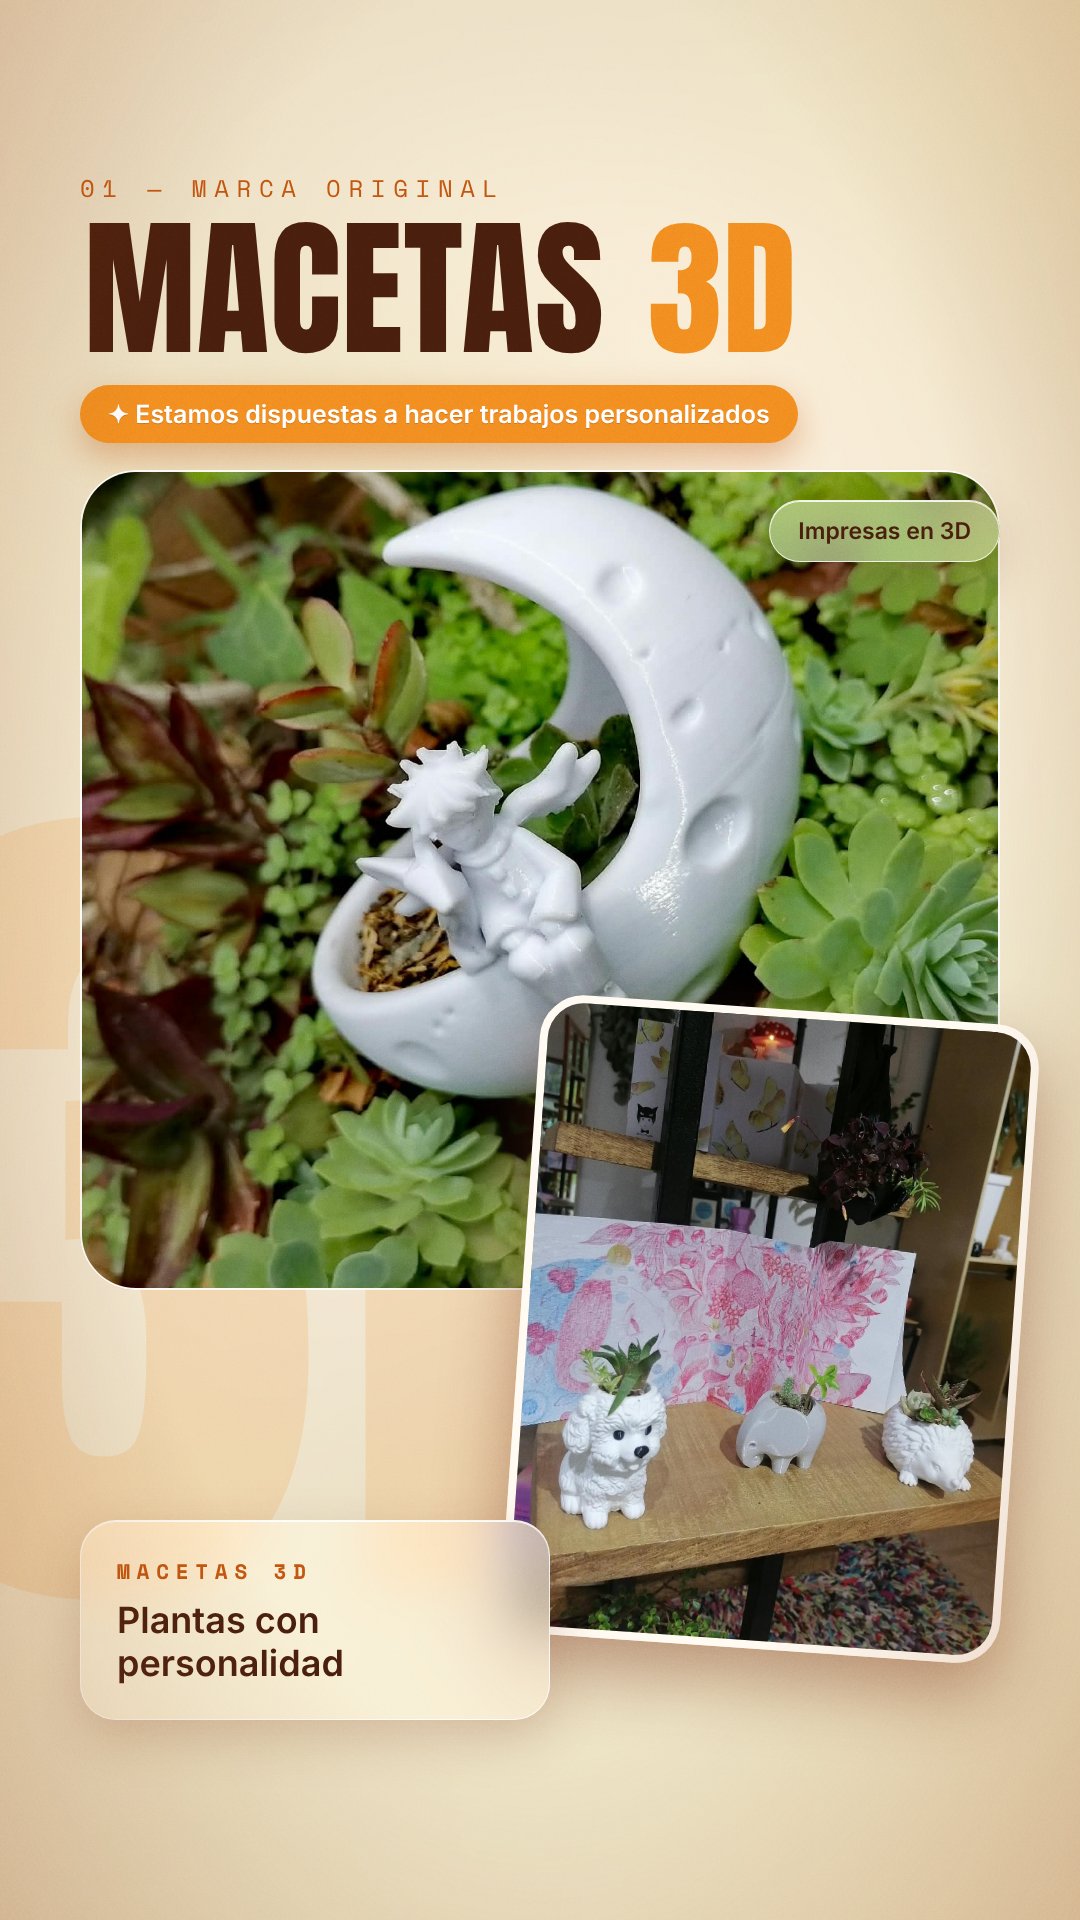 01 — MARCA ORIGINAL
MACETAS 3D
✦ Estamos dispuestas a hacer trabajos personalizados
Impresas en 3D
MACETAS 3D
Plantas con
personalidad